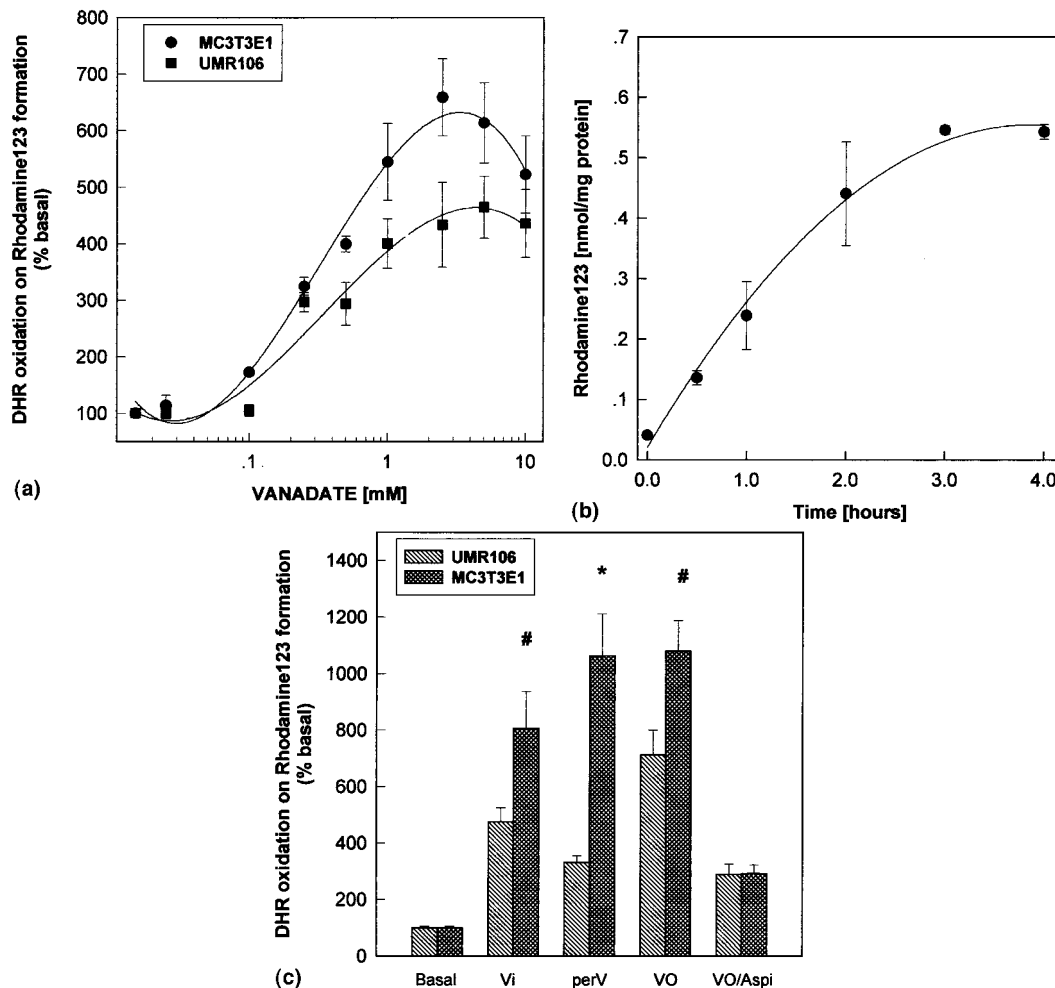 800
700
600
500
400
300
200
100
DHR oxidation on Rhodamine123 formation
(% basal)
MC3T3E1
UMR106
.1
1
10
VANADATE [mM]
(a)
.7
.6
.5
.4
.3
.2
.1
0.0
Rhodamine123 [nmol/mg protein]
0.0
1.0
2.0
3.0
4.0
Time [hours]
(b)
1400
1200
1000
800
600
400
200
0
DHR oxidation on Rhodamine123 formation
(% basal)
UMR106
MC3T3E1
#
*
#
Basal
Vi
perV
VO
VO/Aspi
(c)